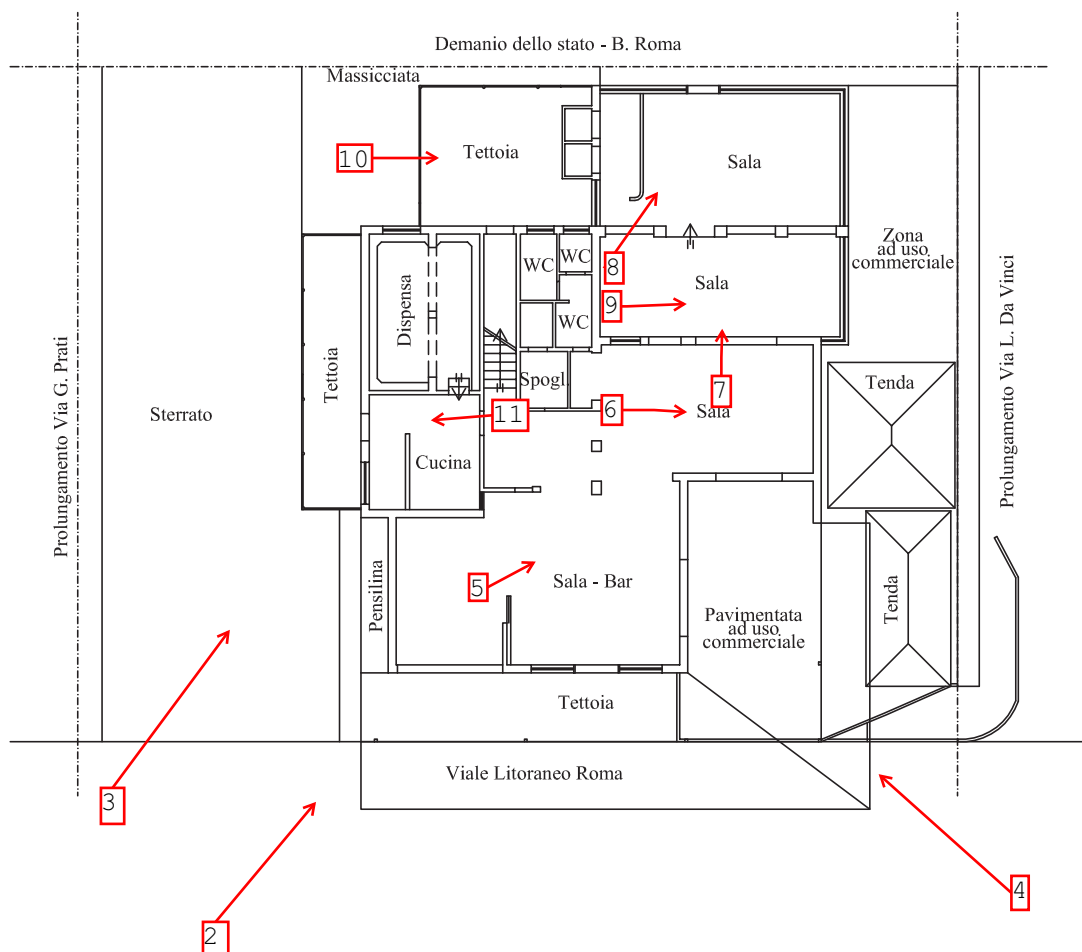 Demanio dello stato - B. Roma
Massicciata
10
Tettoia
Sala
WC
WC
Zona
ad uso
commerciale
8
Dispensa
9
Sala
WC
Prolungamento Via G. Prati
Prolungamento Via L. Da Vinci
Tettoia
Spogl.
7
Tenda
Sterrato
11
6
Sala
Cucina
Pensilina
5
Sala - Bar
Tenda
Pavimentata
ad uso
commerciale
Tettoia
Viale Litoraneo Roma
3
4
2